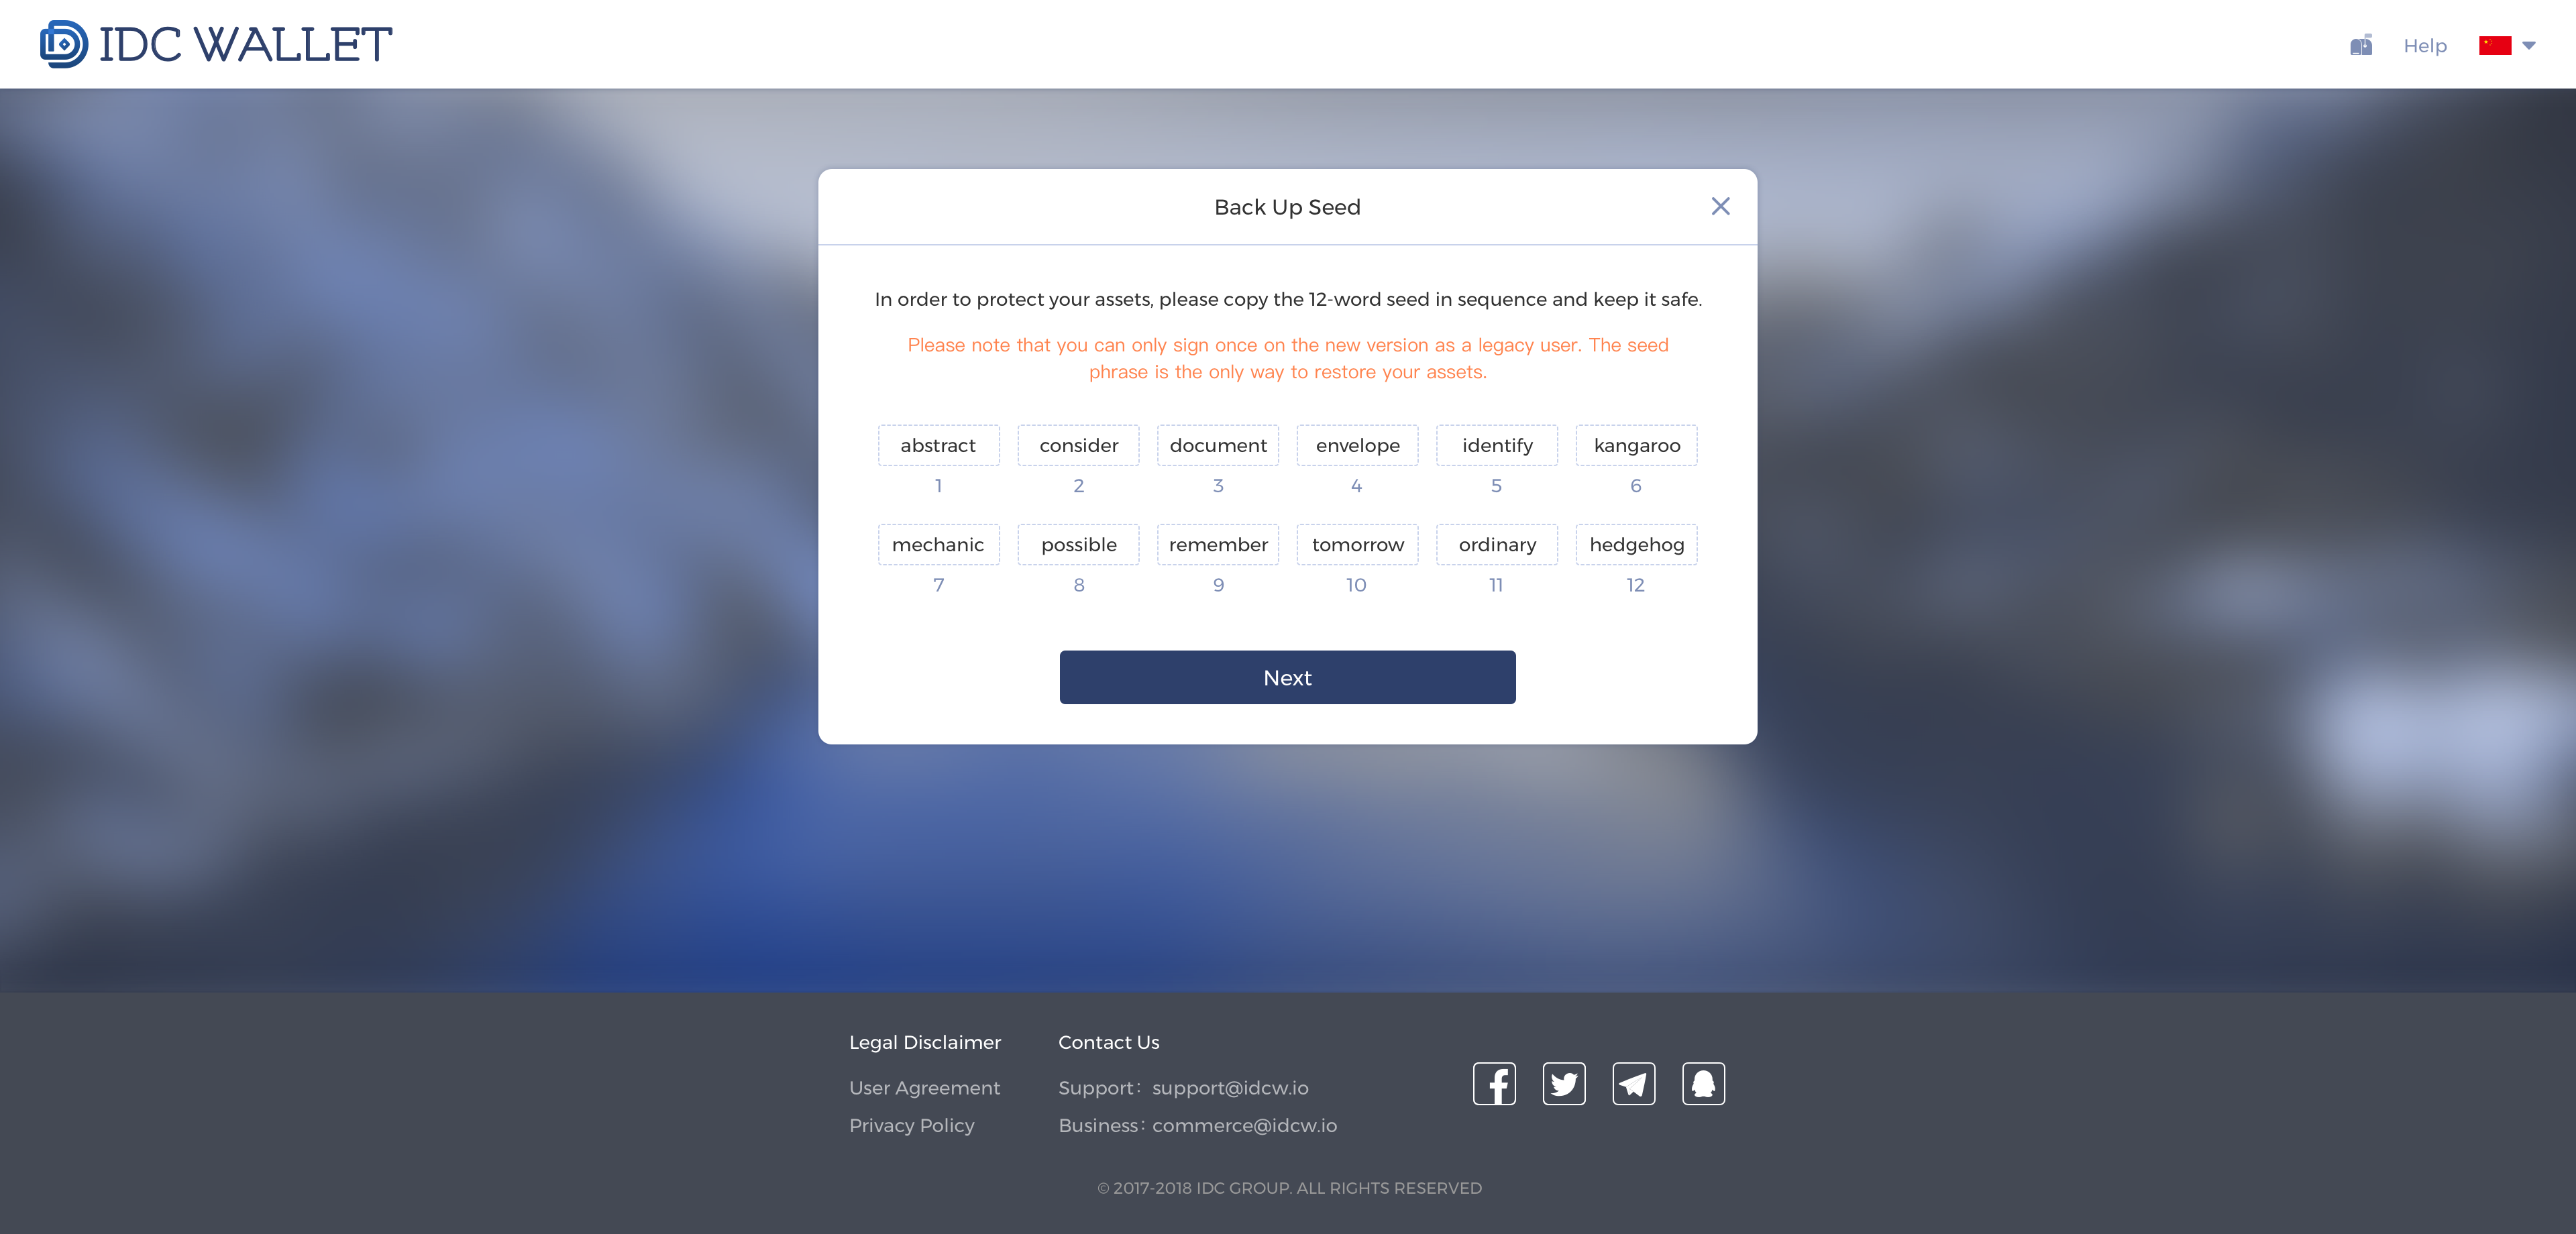 IDC WALLET
Help
Back Up Seed
In order to protect your assets, please copy the 12-word seed in sequence and keep it safe.
Please note that you can only sign once on the new version as a legacy user. The seed
phrase is the only way to restore your assets.
abstract consider document envelope identify kangaroo
1 2 3 4 5 6
mechanic possible remember tomorrow ordinary hedgehog
7 8 9 10 11 12
Next
Legal Disclaimer Contact Us
User Agreement Support： support@idcw.io
Privacy Policy Business：commerce@idcw.io
© 2017-2018 IDC GROUP. ALL RIGHTS RESERVED